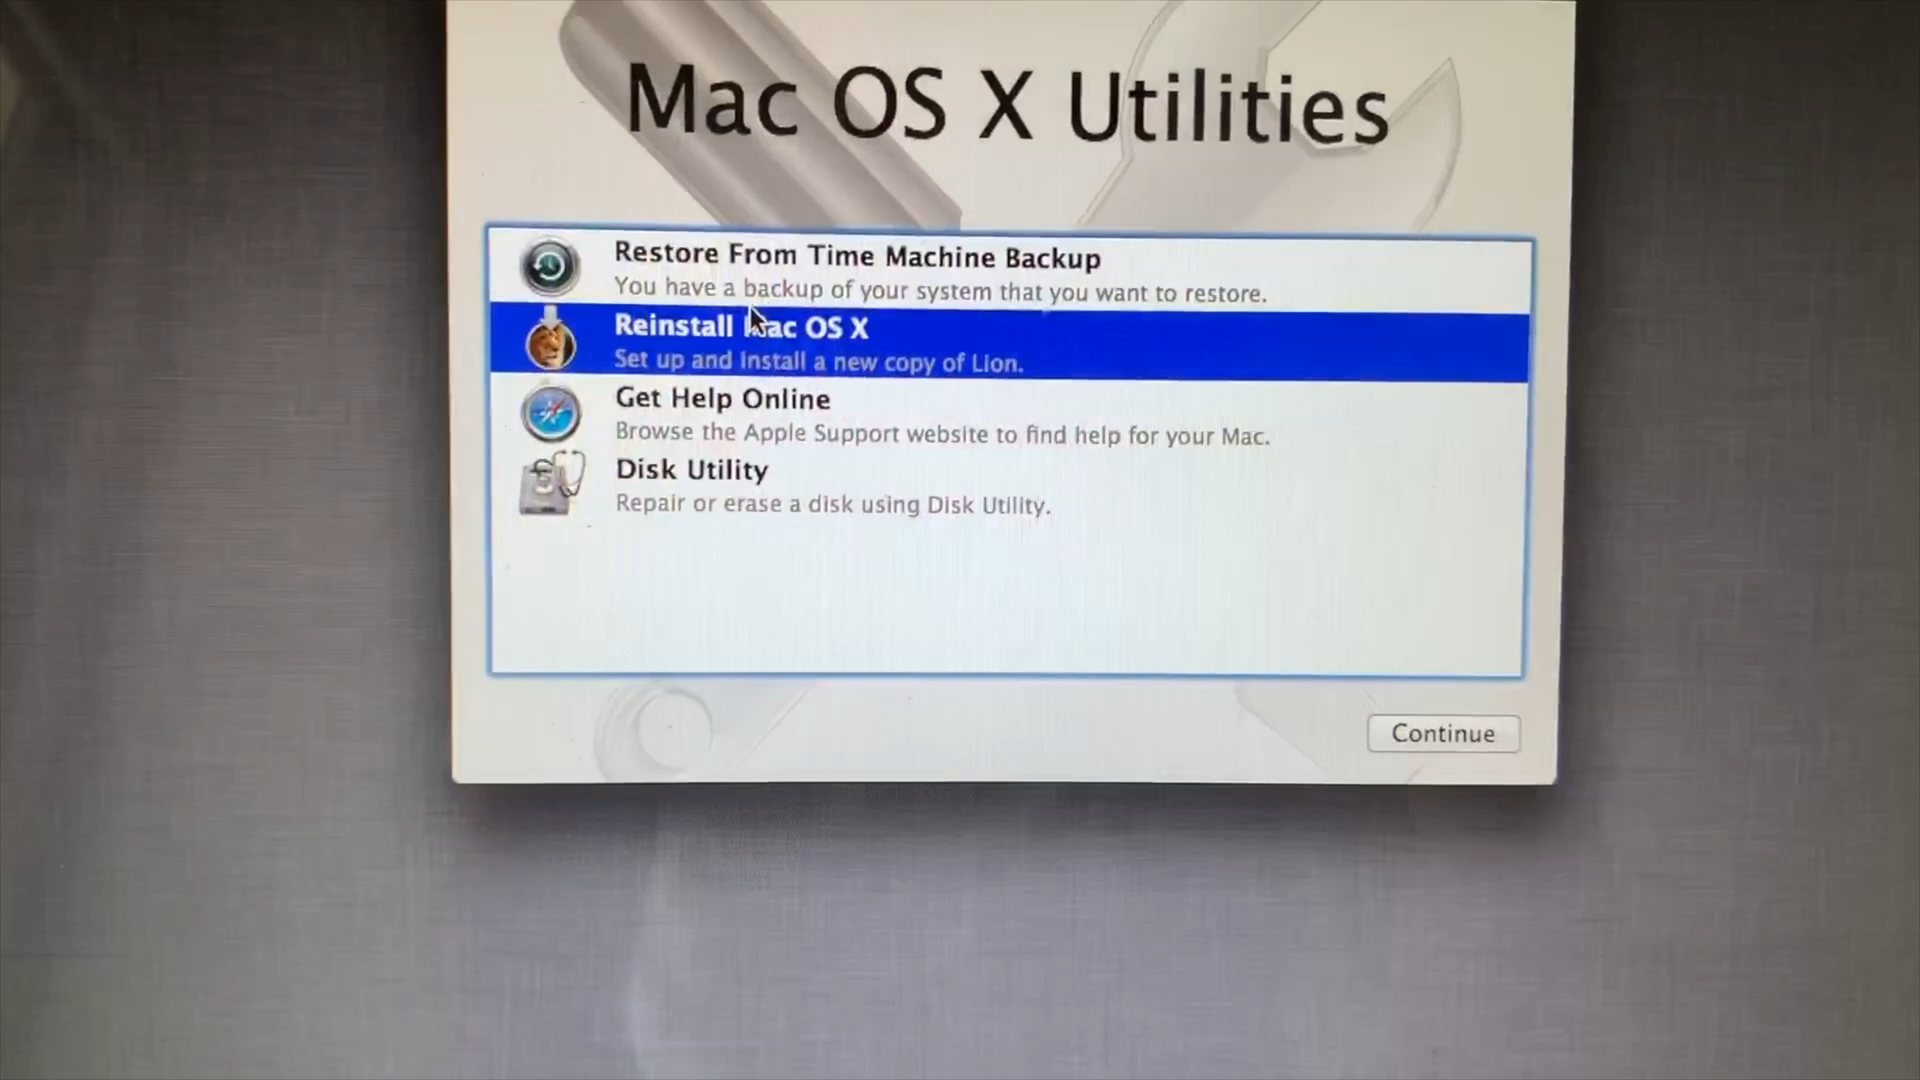 Mac OS X Utilities
Restore From Time Machine Backup
You have a backup of your system that you want to restore.
Reinstall Mac OS X
Set up and Install a new copy of Lion.
Get Help Online
Browse the Apple Support website to find help for your Mac.
Disk Utility
Repair or erase a disk using Disk Utility.
Continue